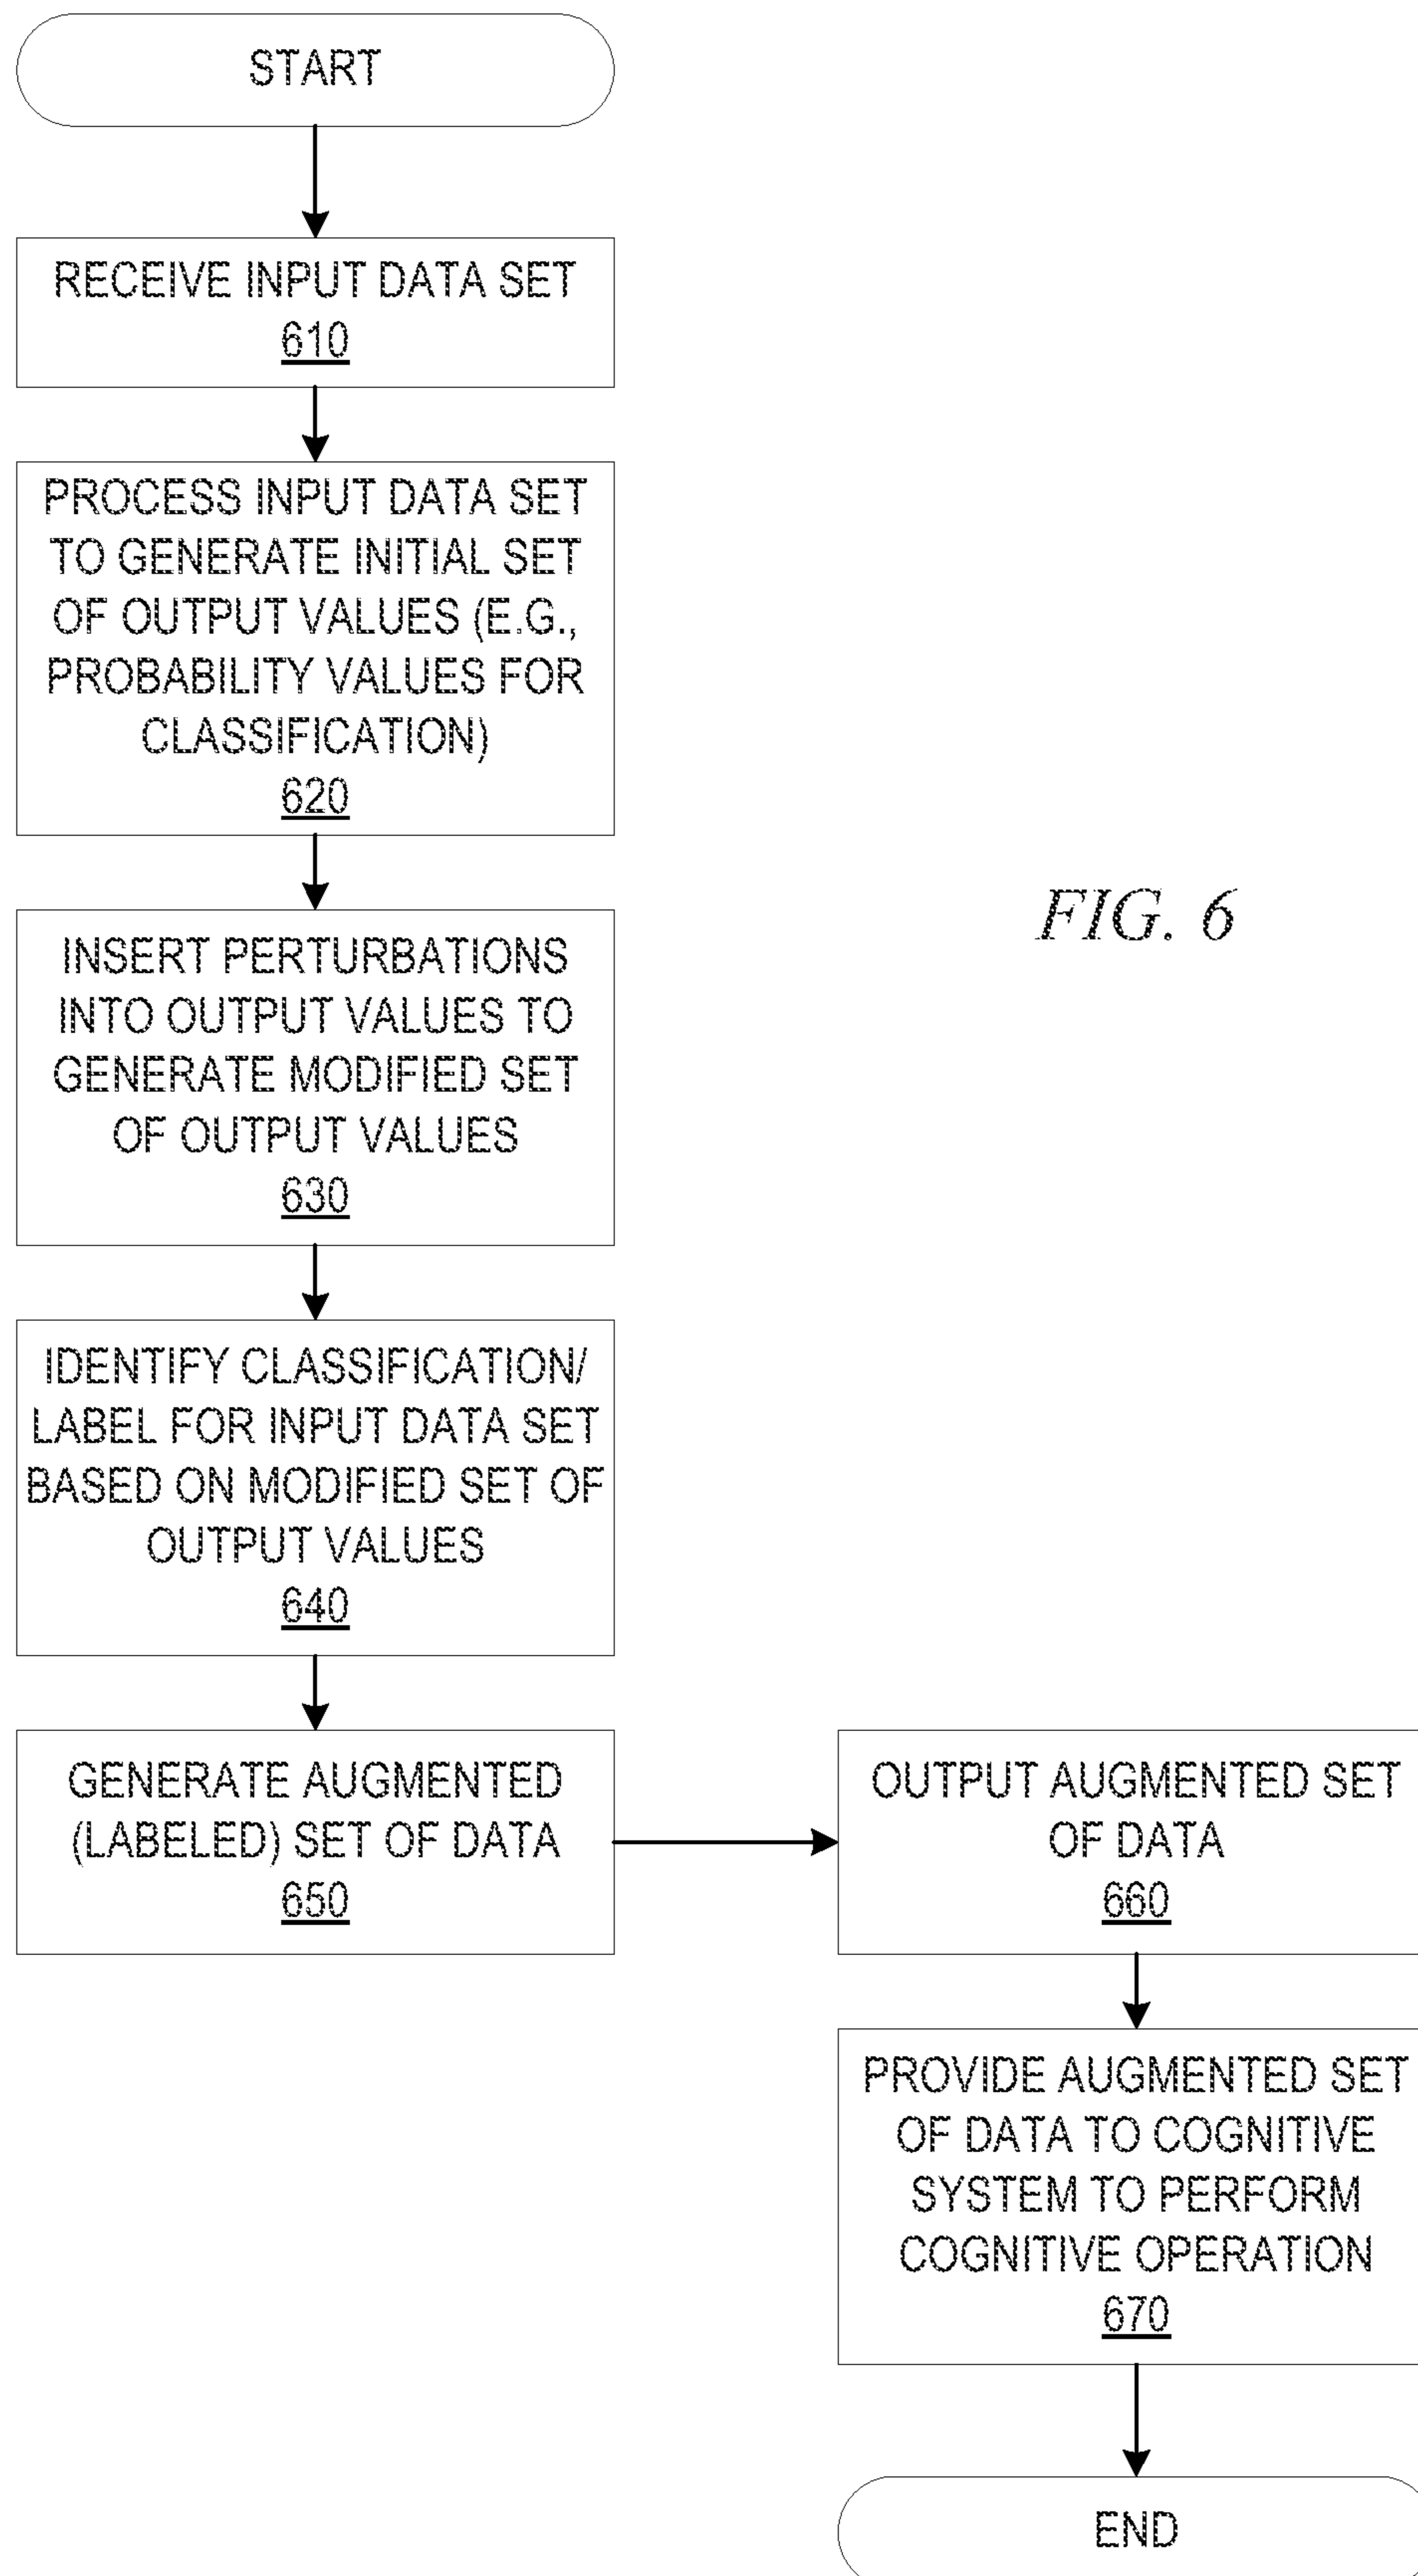 START
RECEIVE INPUT DATA SET
610
PROCESS INPUT DATA SET
TO GENERATE INITIAL SET
OF OUTPUT VALUES (E.G.,
PROBABILITY VALUES FOR
CLASSIFICATION)
620
INSERT PERTURBATIONS
INTO OUTPUT VALUES TO
GENERATE MODIFIED SET
OF OUTPUT VALUES
630
IDENTIFY CLASSIFICATION/
LABEL FOR INPUT DATA SET
BASED ON MODIFIED SET OF
OUTPUT VALUES
640
GENERATE AUGMENTED
(LABELED) SET OF DATA
650
OUTPUT AUGMENTED SET
OF DATA
660
PROVIDE AUGMENTED SET
OF DATA TO COGNITIVE
SYSTEM TO PERFORM
COGNITIVE OPERATION
670
END
FIG. 6